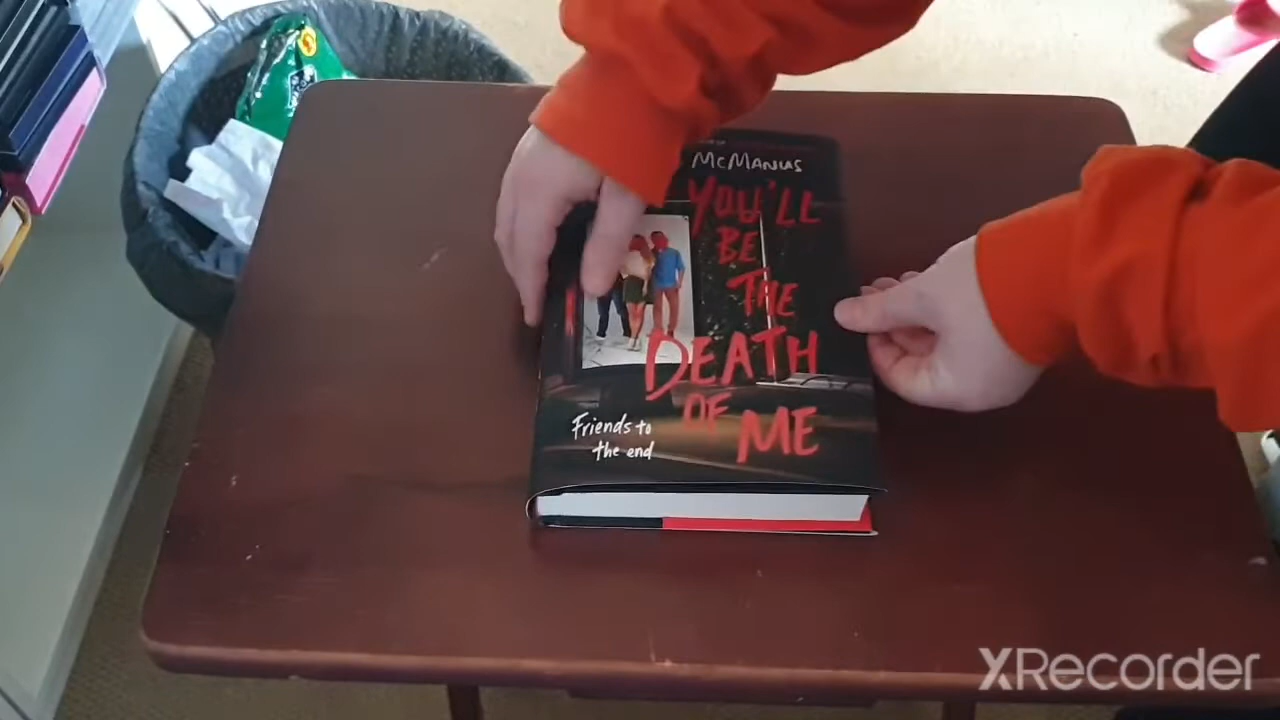 McMANUS
YOU'LL
BE
THE
DEATH
OF
ME
Friends to
the end
XRecorder